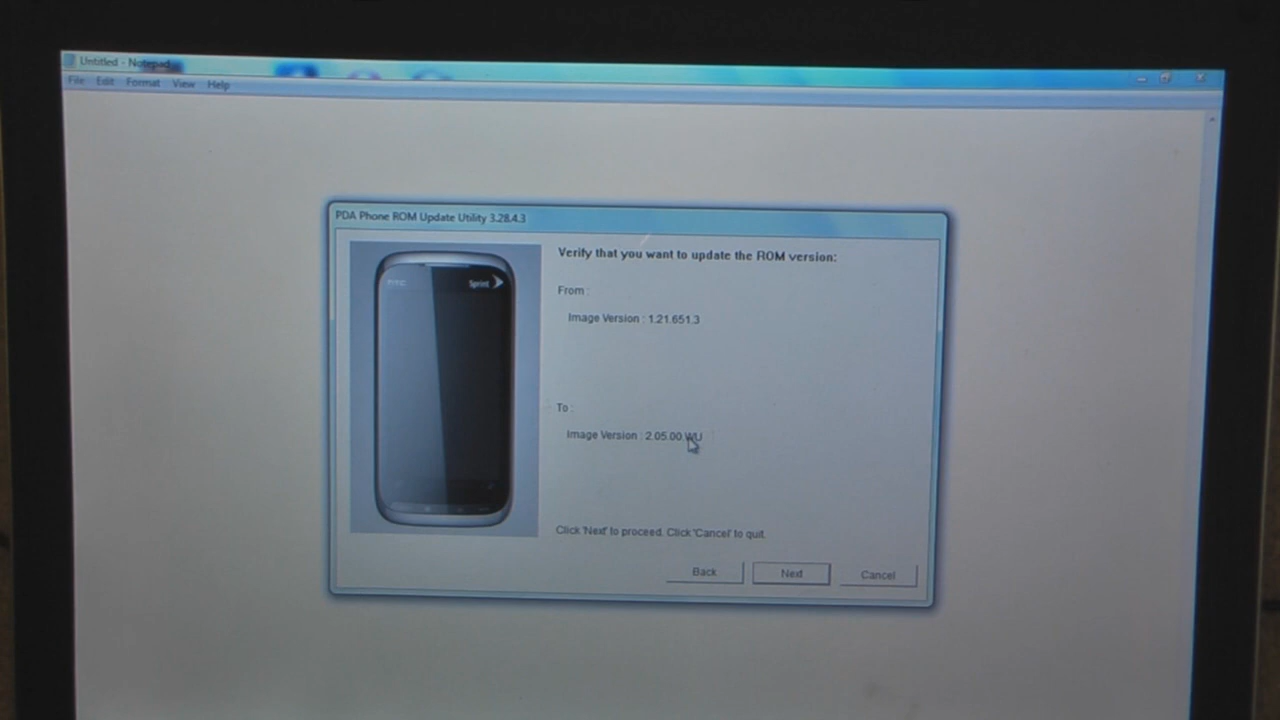 Untitled - Notepad
File Edit Format View Help
PDA Phone ROM Update Utility 3.28.4.3
hTC
Sprint
Verify that you want to update the ROM version:
From :
Image Version : 1.21.651.3
To :
Image Version : 2.05.00.WU
Click 'Next' to proceed. Click 'Cancel' to quit.
Back Next Cancel